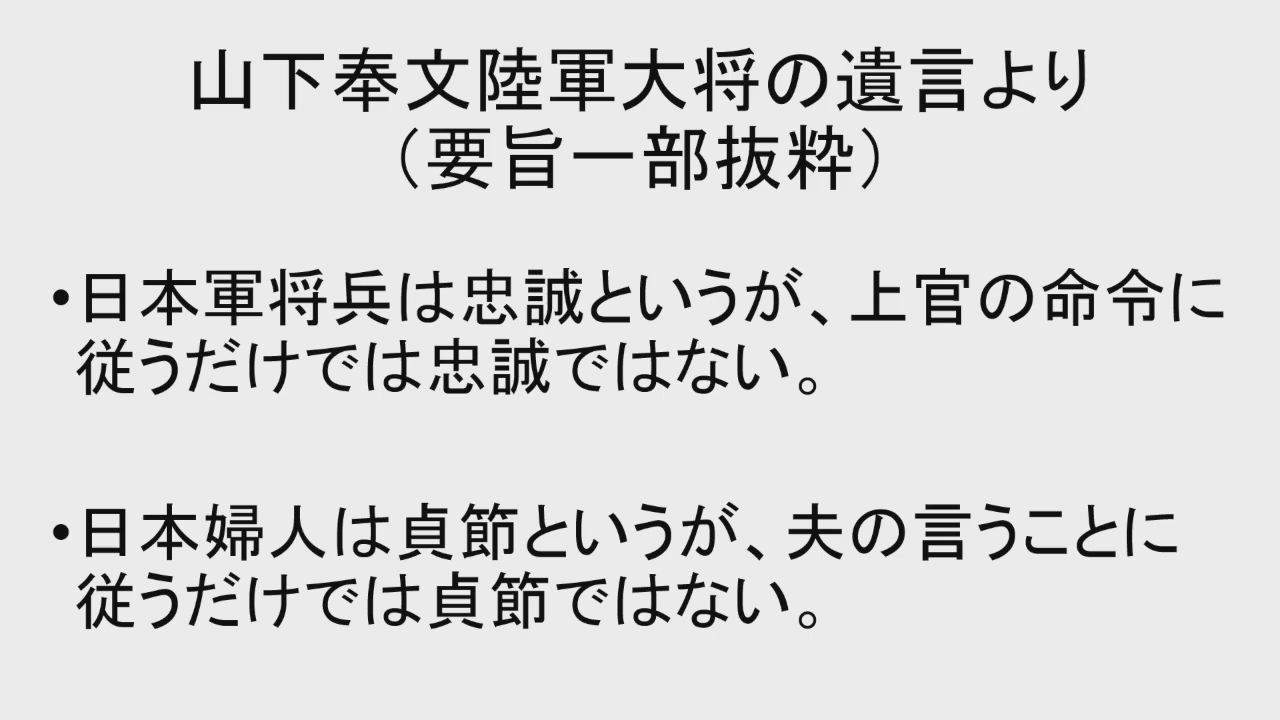 山下奉文陸軍大将の遺言より
（要旨一部抜粋）
•日本軍将兵は忠誠というが、上官の命令に
従うだけでは忠誠ではない。
•日本婦人は貞節というが、夫の言うことに
従うだけでは貞節ではない。